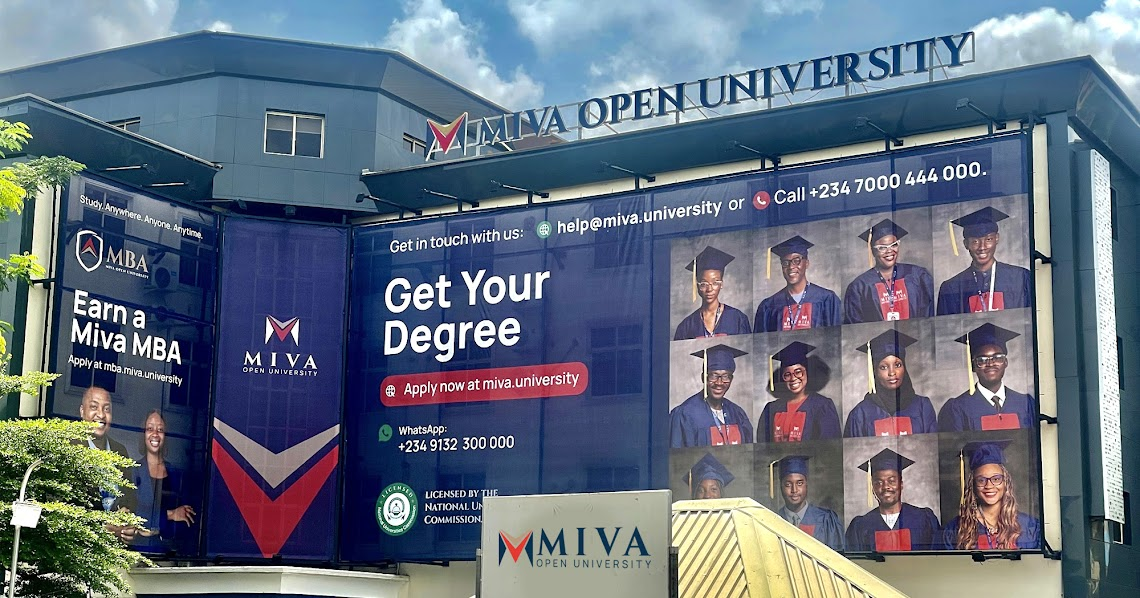 MIVA OPEN UNIVERSITY
Study. Anywhere. Anyone. Anytime.
MBA
MIVA OPEN UNIVERSITY
Earn a
Miva MBA
Apply at mba.miva.university
MIVA
OPEN UNIVERSITY
Get in touch with us: help@miva.university or Call +234 7000 444 000.
Get Your
Degree
Apply now at miva.university
WhatsApp:
+234 9132 300 000
LICENSED
LICENSED BY THE
NATIONAL
COMMISSION.
MIVA
OPEN UNIVERSITY